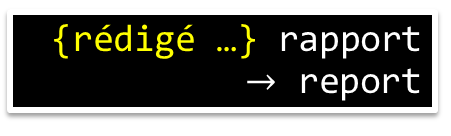 {rédigé …} rapport
→ report